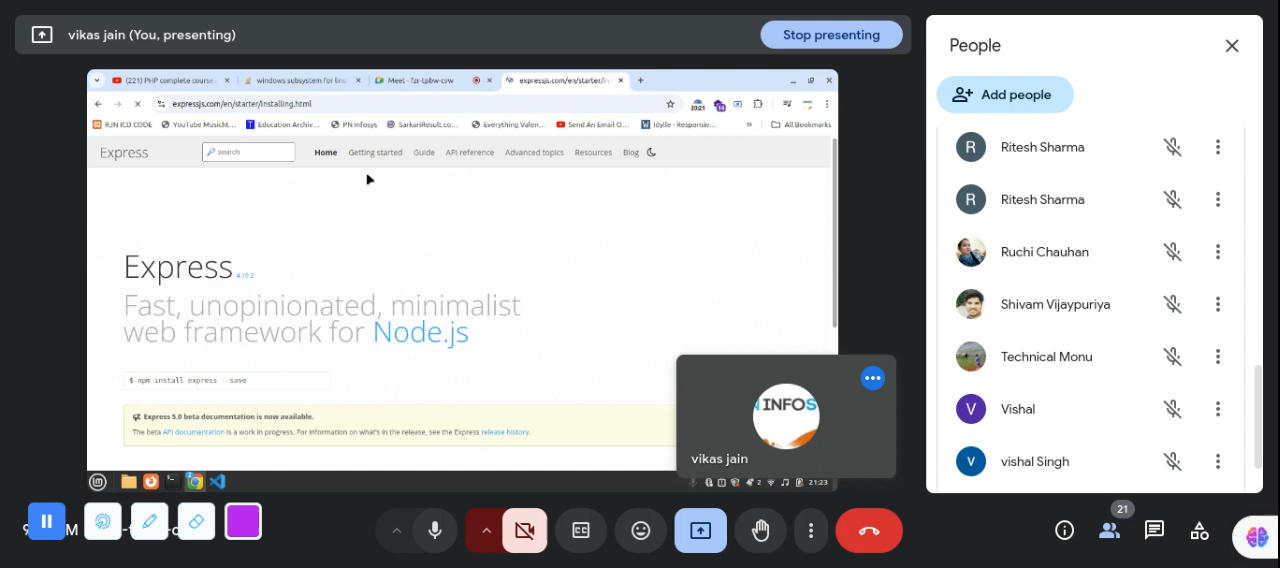 vikas jain (You, presenting)
Stop presenting
People
Add people
(221) PHP complete course
windows subsystem for linu
Meet - fzr-tpbw-cvw
expressjs.com/en/starter/in
expressjs.com/en/starter/installing.html
RJN ICD CODE
YouTube Musicht...
Education Archiv...
PN Infosys
SarkariResult.co...
Everything Valen...
Send An Email O...
Idylle - Responsiv...
All Bookmarks
Express
search
Home
Getting started
Guide
API reference
Advanced topics
Resources
Blog
Express 4.19.2
Fast, unopinionated, minimalist
web framework for Node.js
$ npm install express --save
Express 5.0 beta documentation is now available.
The beta API documentation is a work in progress. For information on what's in the release, see the Express release history.
INFOS
vikas jain
2
21:23
Ritesh Sharma
Ritesh Sharma
Ruchi Chauhan
Shivam Vijaypuriya
Technical Monu
Vishal
vishal Singh
21